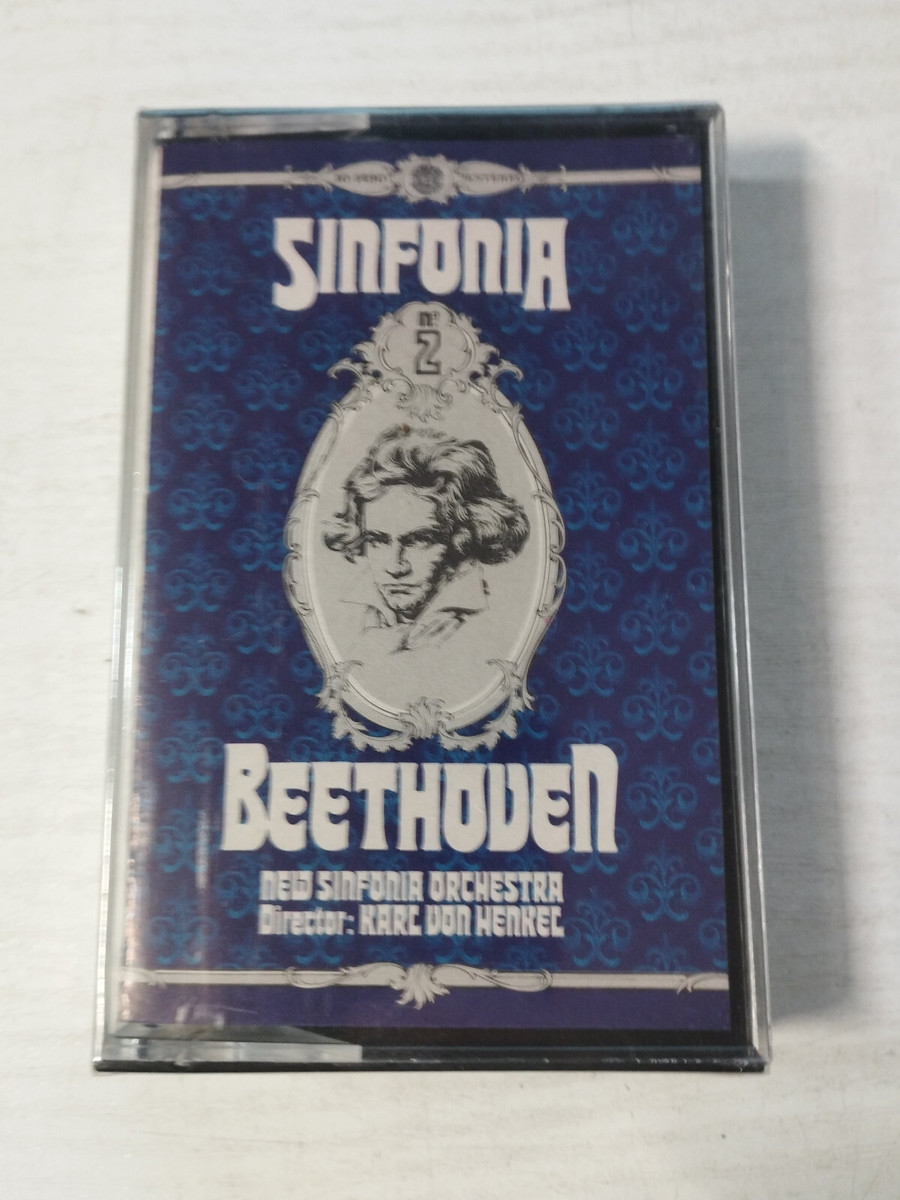 SINFONIA
nº
2
BEETHOVEN
NEW SINFONIA ORCHESTRA
Director: KARL VON HENKEL